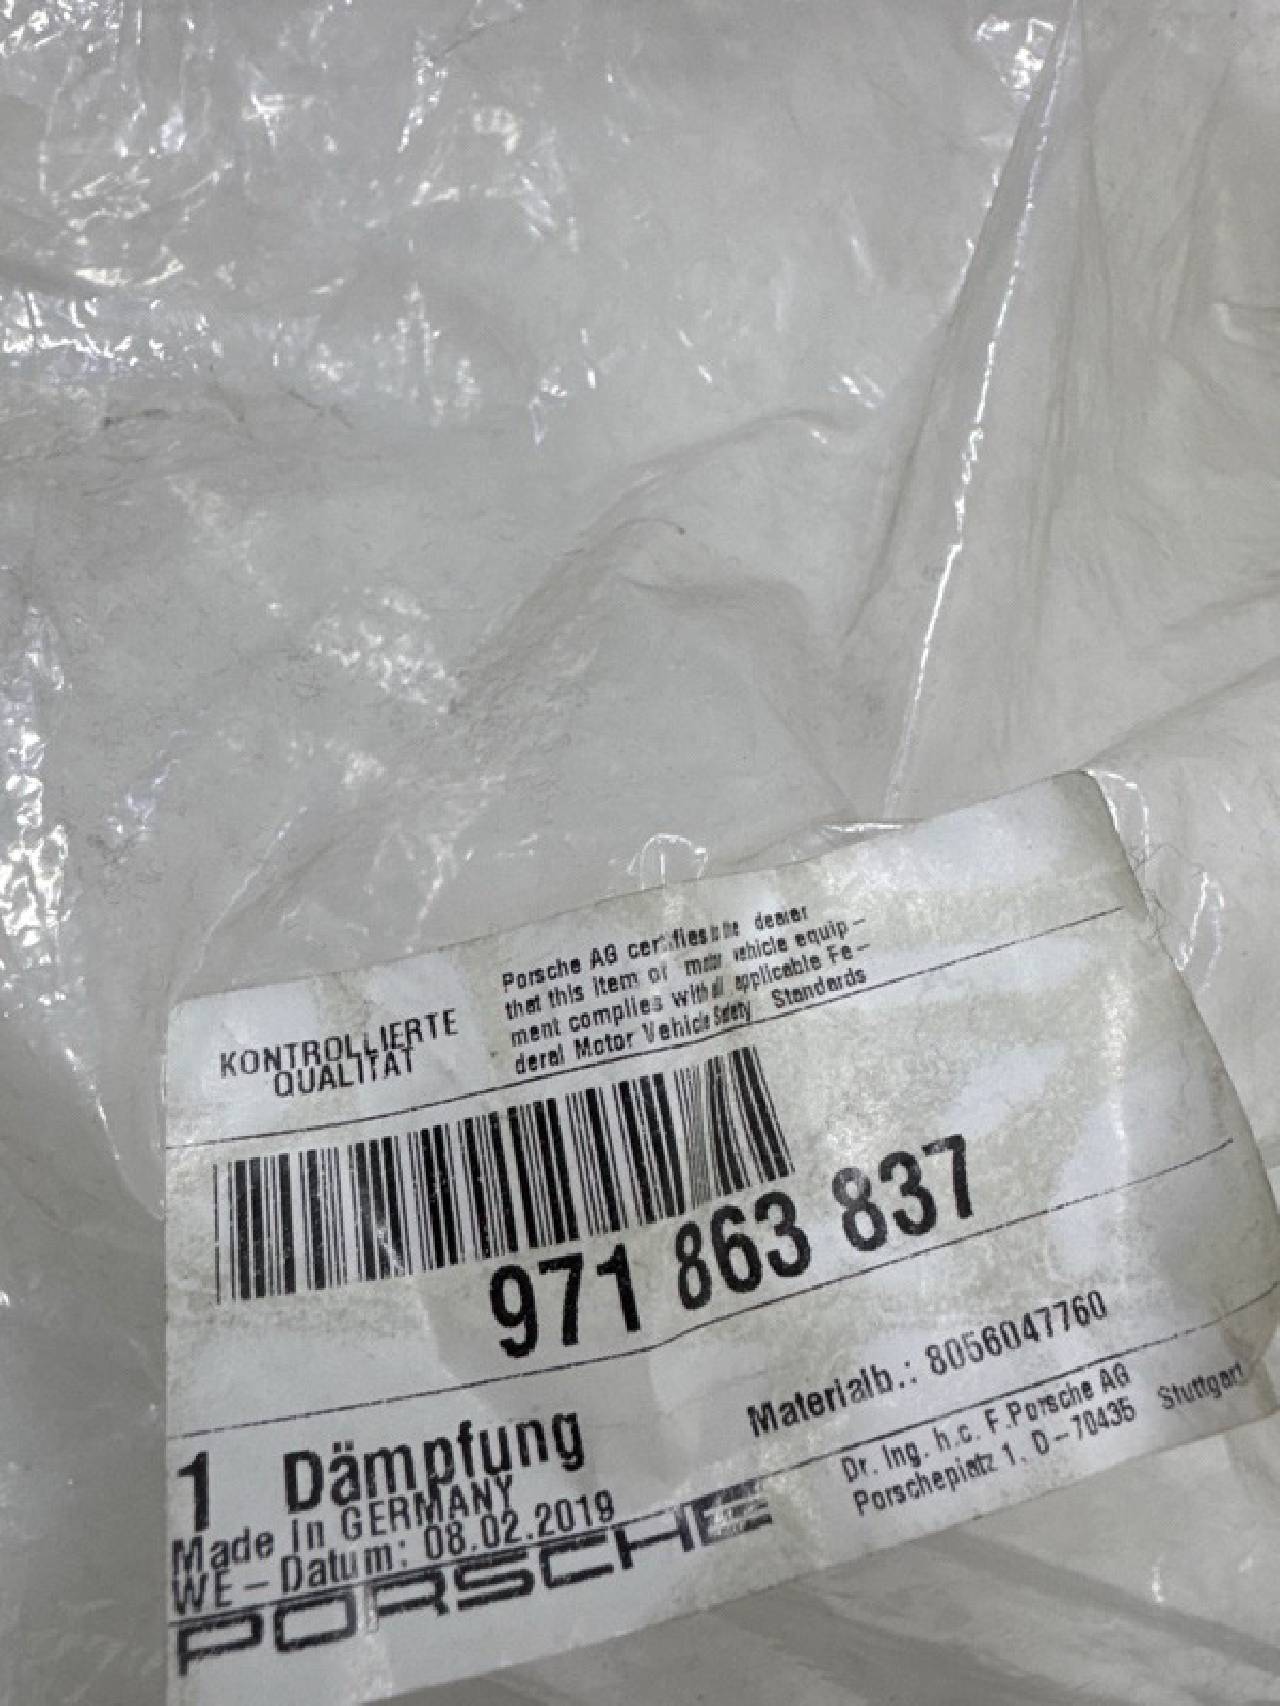 KONTROLLIERTE
QUALITÄT
Porsche AG certifies to the dealer
that this item of motor vehicle equip-
ment complies with all applicable Fe-
deral Motor Vehicle Safety Standards
971 863 837
1 Dämpfung
Materialb.: 8056047760
Made in GERMANY
WE-Datum: 08.02.2019
Dr. Ing. h.c. F.Porsche AG
Porscheplatz 1, D-70435 Stuttgart
PORSCHE